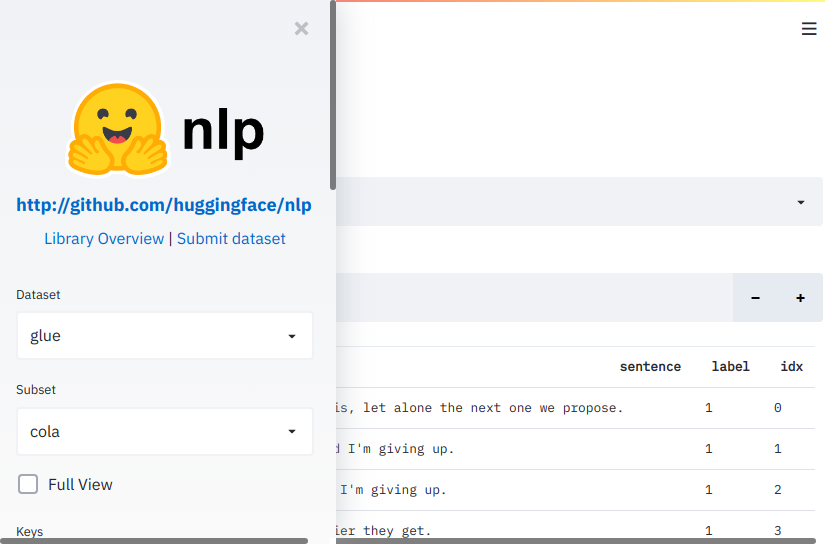 nlp
http://github.com/huggingface/nlp
Library Overview | Submit dataset
Dataset
glue
Subset
cola
Full View
Keys
− +
sentence label idx
is, let alone the next one we propose. 1 0
I'm giving up. 1 1
I'm giving up. 1 2
ier they get. 1 3